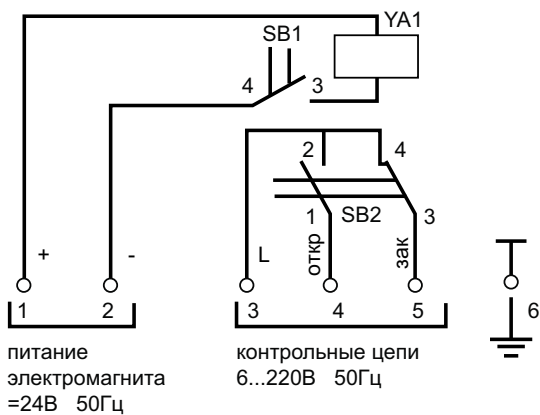 YA1
SB1
4 3
2 4
1 SB2 3
+ - L откр зак
1 2 3 4 5 6
питание
электромагнита
=24В 50Гц
контрольные цепи
6...220В 50Гц